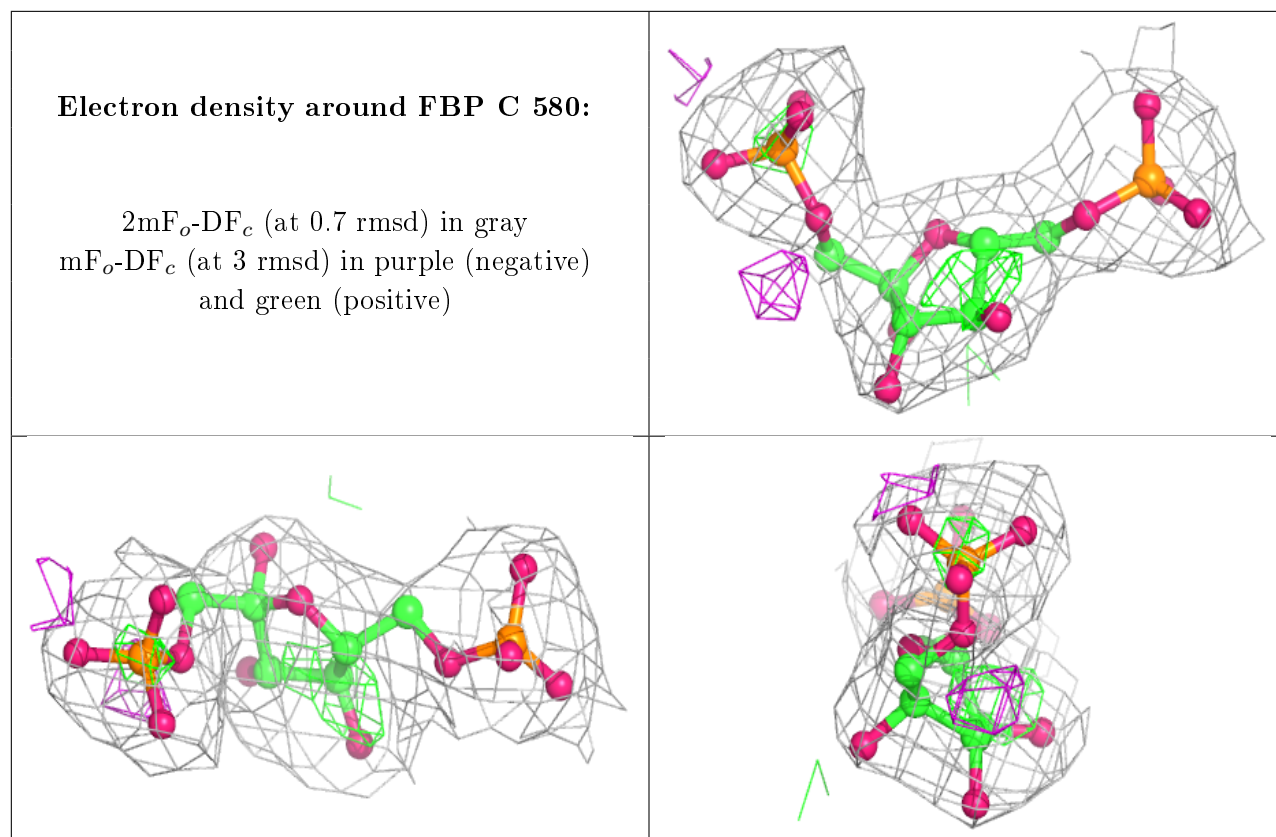 Electron density around FBP C 580:
2mFo-DFc (at 0.7 rmsd) in gray
mFo-DFc (at 3 rmsd) in purple (negative)
and green (positive)